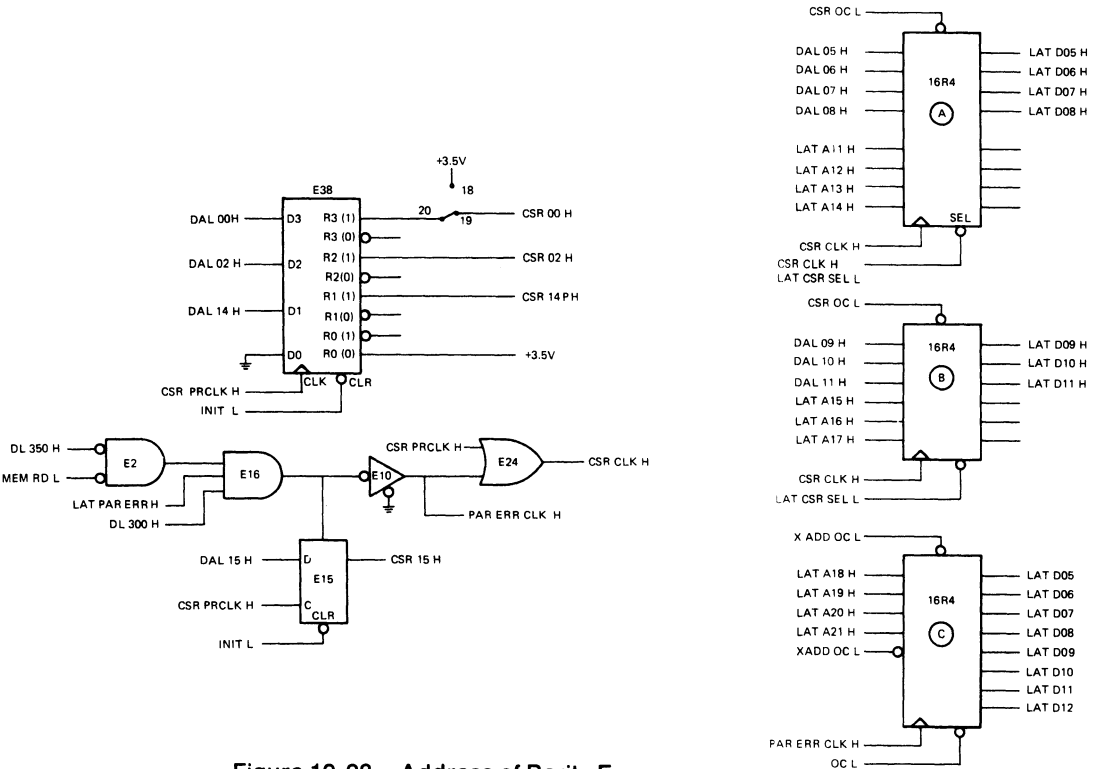 CSR OC L
DAL 05 H
DAL 06 H
DAL 07 H
DAL 08 H
LAT A11 H
LAT A12 H
LAT A13 H
LAT A14 H
16R4
A
SEL
LAT D05 H
LAT D06 H
LAT D07 H
LAT D08 H
CSR CLK H
CSR CLK H
LAT CSR SEL L
+3.5V
18
E38
20
19
CSR 00 H
DAL 00H
D3
R3 (1)
R3 (0)
DAL 02 H
D2
R2 (1)
CSR 02 H
R2(0)
R1 (1)
CSR 14 PH
DAL 14 H
D1
R1(0)
R0 (1)
D0
R0 (0)
+3.5V
CLK
CLR
CSR PRCLK H
INIT L
CSR OC L
DAL 09 H
DAL 10 H
DAL 11 H
LAT A15 H
LAT A16 H
LAT A17 H
16R4
B
LAT D09 H
LAT D10 H
LAT D11 H
CSR CLK H
LAT CSR SEL L
DL 350 H
MEM RD L
E2
E16
LAT PAR ERR H
DL 300 H
E10
CSR PRCLK H
E24
CSR CLK H
PAR ERR CLK H
DAL 15 H
D
E15
CSR 15 H
CSR PRCLK H
C
CLR
INIT L
X ADD OC L
LAT A18 H
LAT A19 H
LAT A20 H
LAT A21 H
XADD OC L
16R4
C
LAT D05
LAT D06
LAT D07
LAT D08
LAT D09
LAT D10
LAT D11
LAT D12
PAR ERR CLK H
OC L